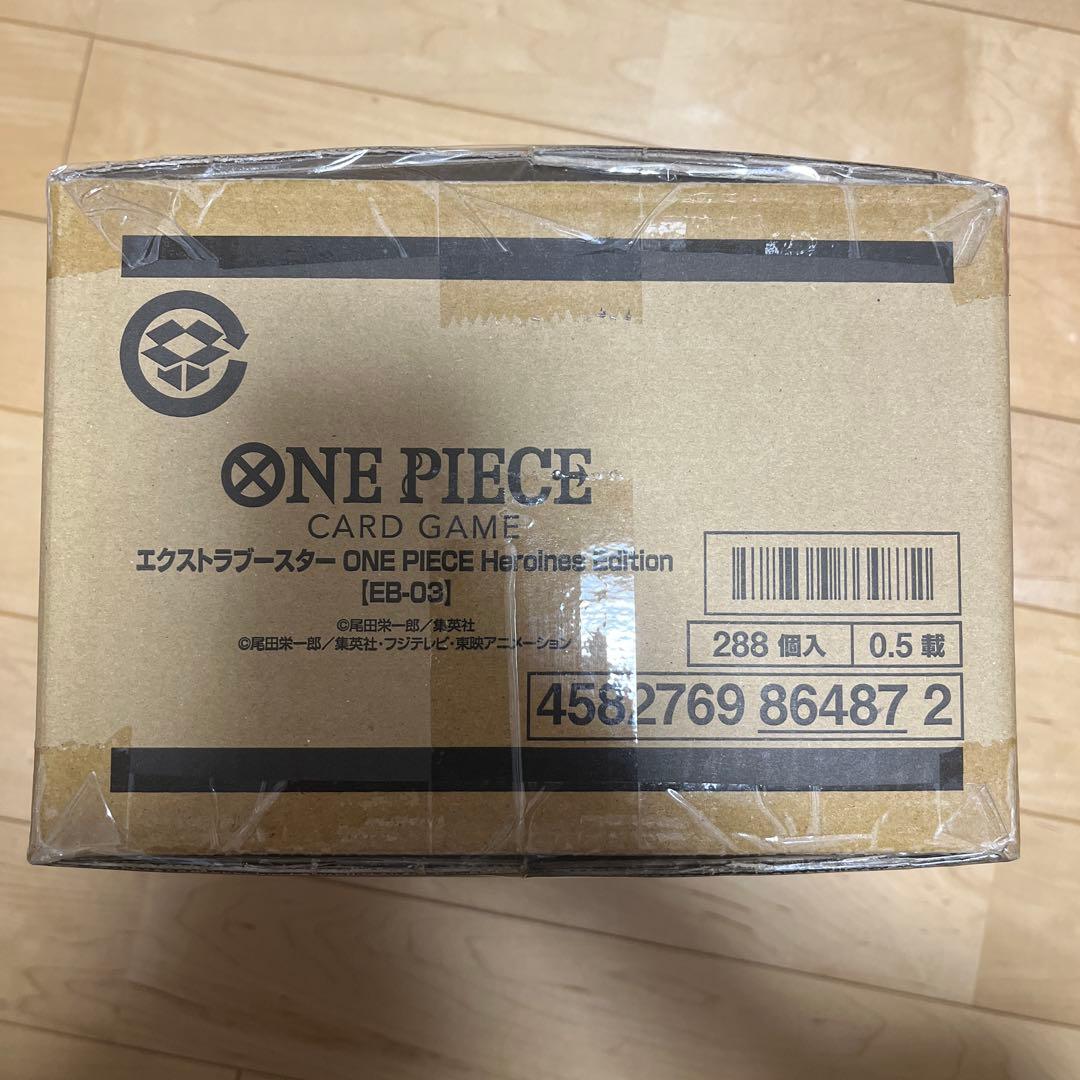 ONE PIECE
CARD GAME
エクストラブースター ONE PIECE Heroines Edition
【EB-03】
©尾田栄一郎／集英社
©尾田栄一郎／集英社・フジテレビ・東映アニメーション
288 個入
0.5 載
4582769 86487 2